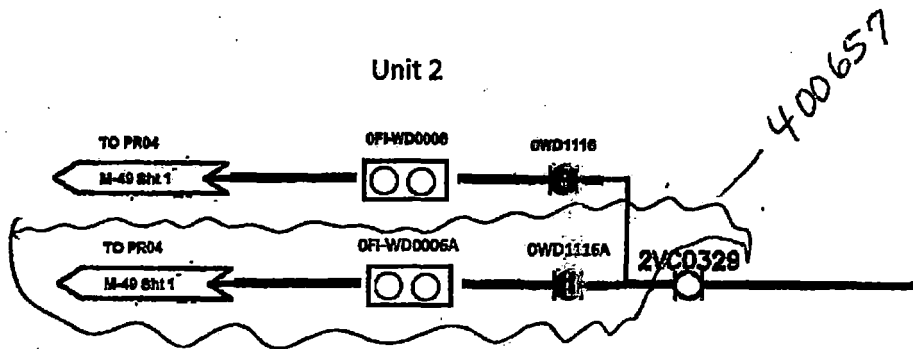 Unit 2
400657
TO PR04
M-49 Sht 1
0FI-WD0006
0WD1116
TO PR04
M-49 Sht 1
0FI-WD0006A
0WD1116A
2VC0329